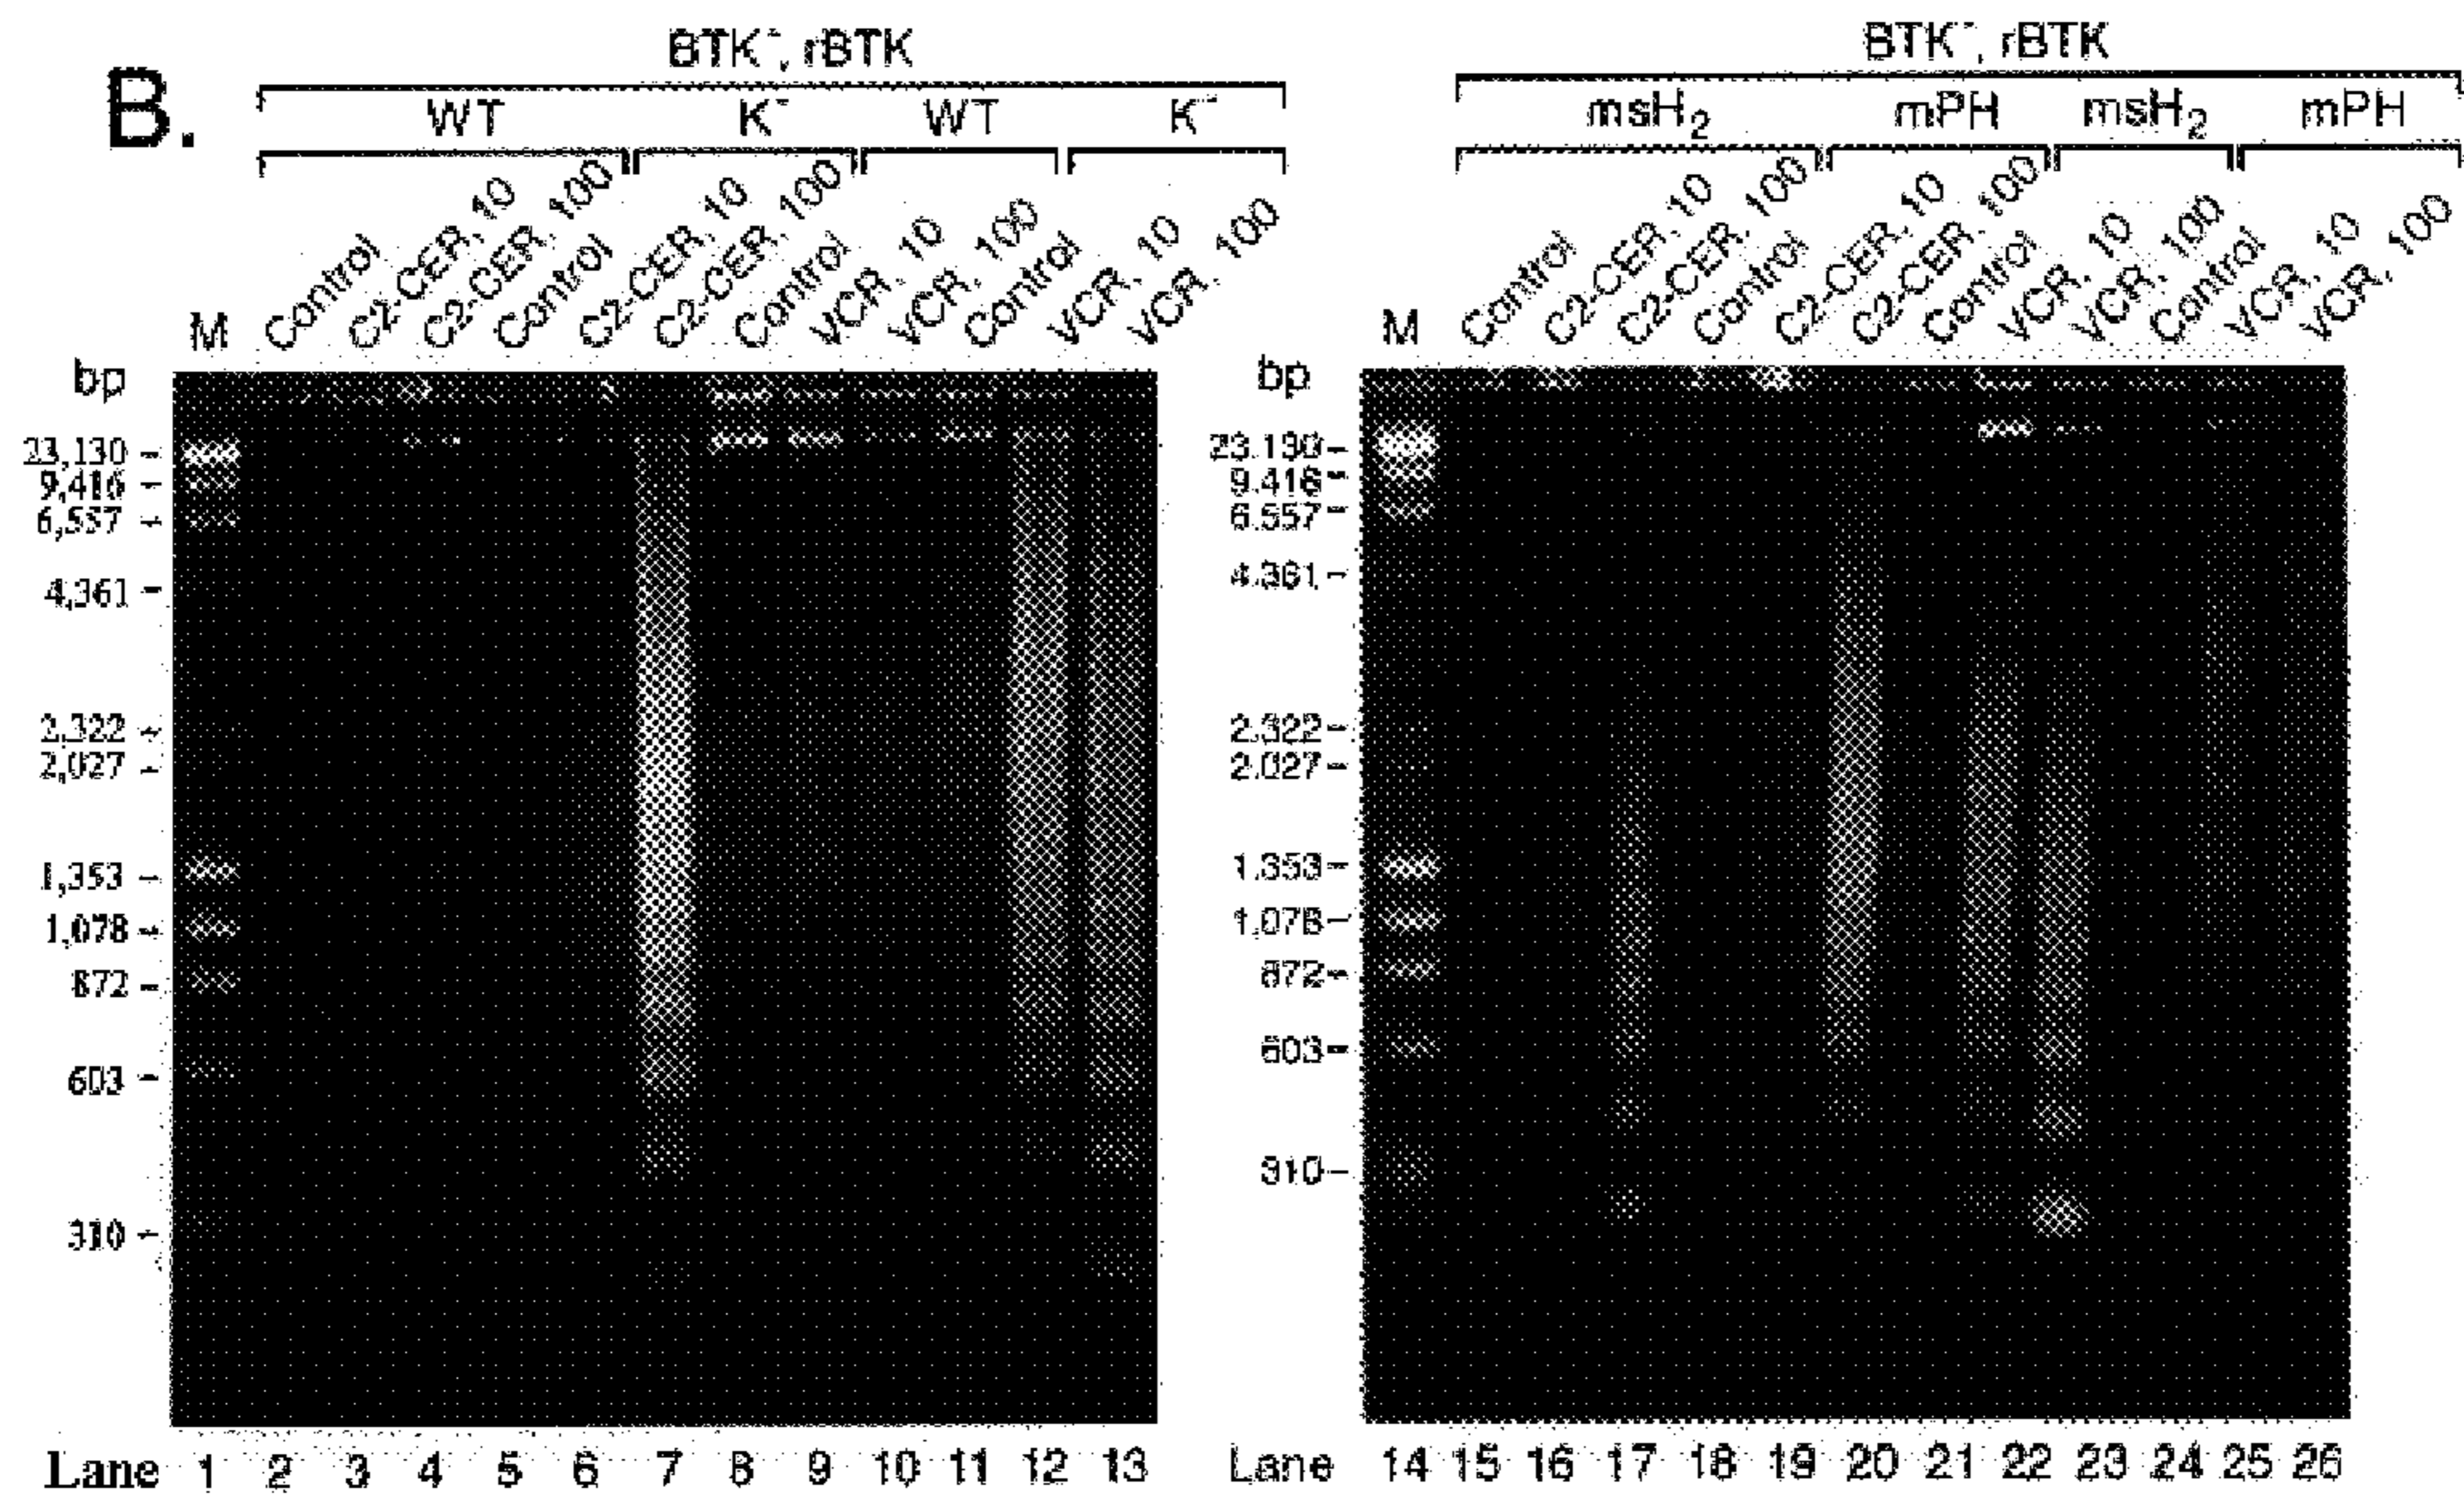 B.
BTK⁻, rBTK
WT K⁻ WT K⁻
M Control C2-CER, 10 C2-CER, 100 Control C2-CER, 10 C2-CER, 100 Control VCR, 10 VCR, 100 Control VCR, 10 VCR, 100
bp
23,130
9,416
6,557
4,361
2,322
2,027
1,353
1,078
872
603
310
Lane 1 2 3 4 5 6 7 8 9 10 11 12 13
BTK⁻, rBTK
msH₂ mPH msH₂ mPH
M Control C2-CER, 10 C2-CER, 100 Control C2-CER, 10 C2-CER, 100 Control VCR, 10 VCR, 100 Control VCR, 10 VCR, 100
bp
23.130
9.416
6.557
4.361
2.322
2.027
1.353
1,078
872
603
310
Lane 14 15 16 17 18 19 20 21 22 23 24 25 26